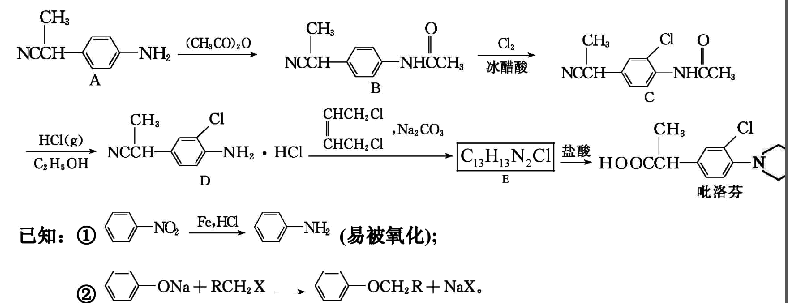 CH₃ CH₃ O CH₃ Cl O
NCCH NH₂ (CH₃CO)₂O NCCH NHCCH₃ Cl₂ 冰醋酸 NCCH NHCCH₃
A B C
HCl(g) C₂H₅OH CH₃ Cl NCCH NH₂ · HCl CH₂Cl CH₂Cl ,Na₂CO₃ C₁₃H₁₃N₂Cl 盐酸 CH₃ Cl HOOCCH N
D E 吡洛芬
已知：① NO₂ Fe,HCl NH₂ (易被氧化);
② ONa+RCH₂X OCH₂R+NaX。